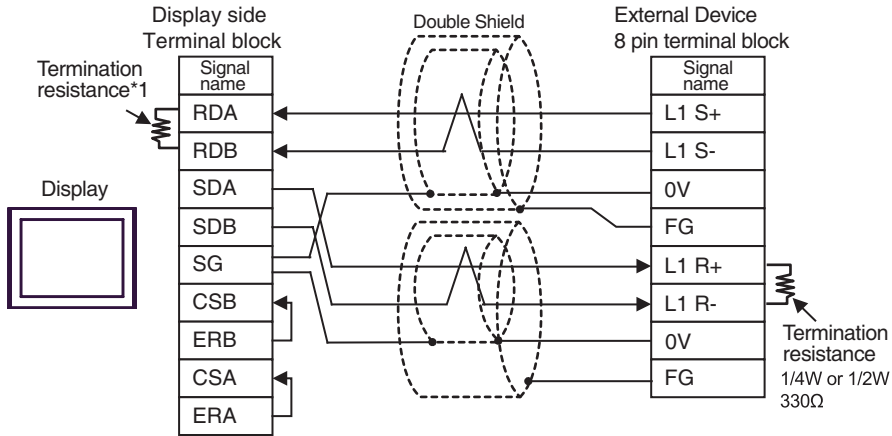 Display side
Terminal block
Double Shield
External Device
8 pin terminal block
Termination
resistance*1
Signal
name
RDA
RDB
SDA
SDB
SG
CSB
ERB
CSA
ERA
Display
Signal
name
L1 S+
L1 S-
0V
FG
L1 R+
L1 R-
0V
FG
Termination
resistance
1/4W or 1/2W
330Ω